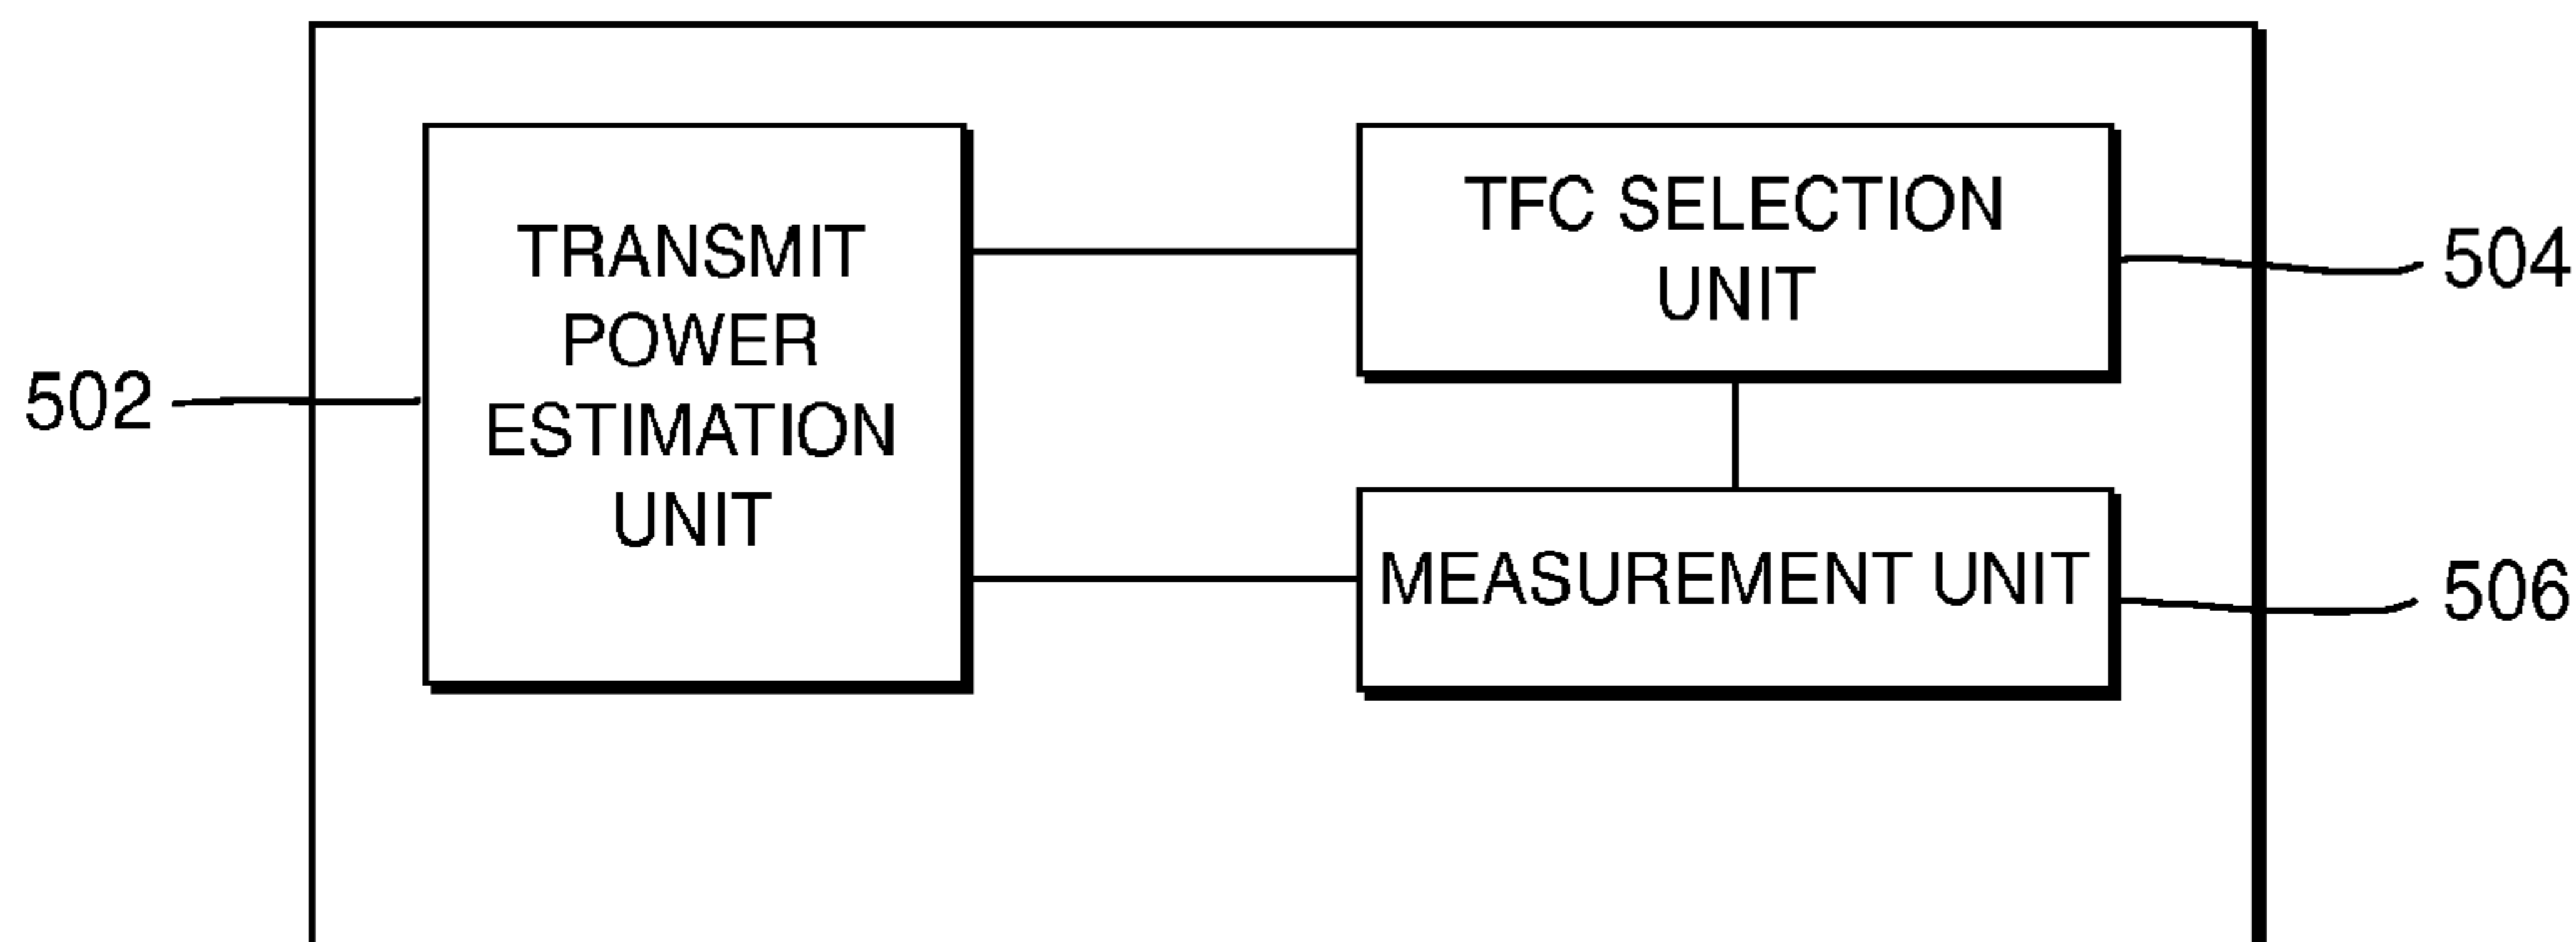 TRANSMIT
POWER
ESTIMATION
UNIT
TFC SELECTION
UNIT
MEASUREMENT UNIT
502
504
506